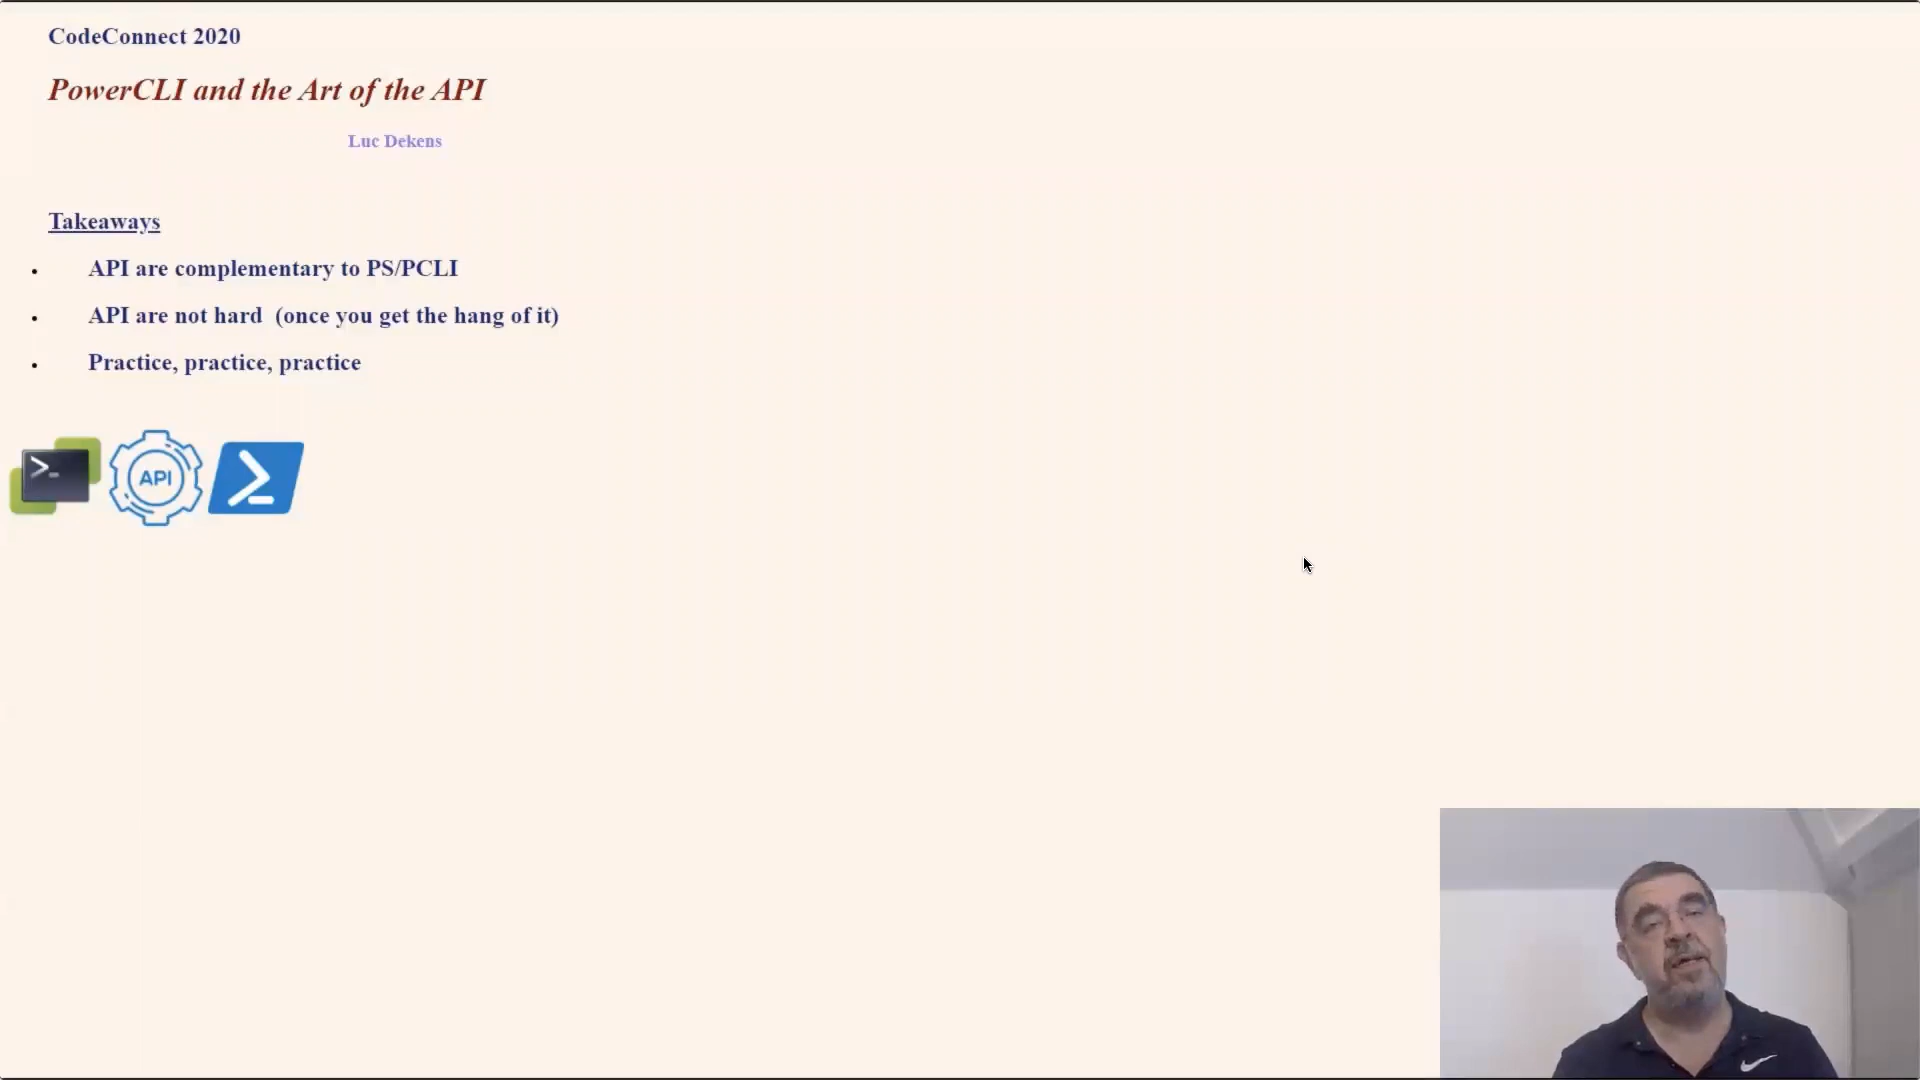 CodeConnect 2020
PowerCLI and the Art of the API
Luc Dekens
Takeaways
• API are complementary to PS/PCLI
• API are not hard (once you get the hang of it)
• Practice, practice, practice
>_ API